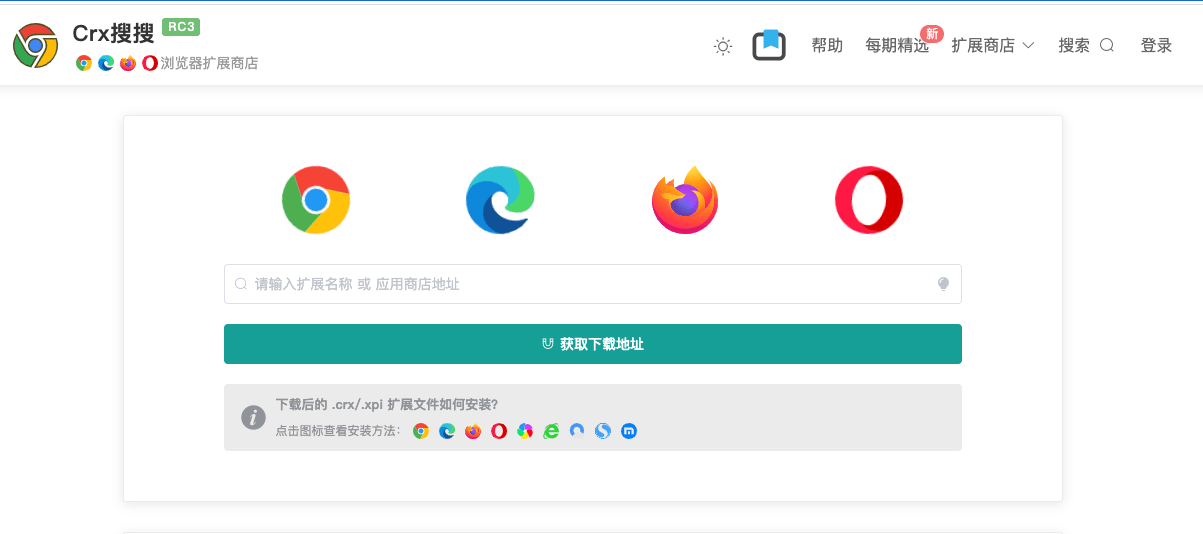 Crx搜搜 RC3
浏览器扩展商店
帮助 每期精选 新 扩展商店 搜索 登录
请输入扩展名称 或 应用商店地址
获取下载地址
下载后的 .crx/.xpi 扩展文件如何安装?
点击图标查看安装方法: